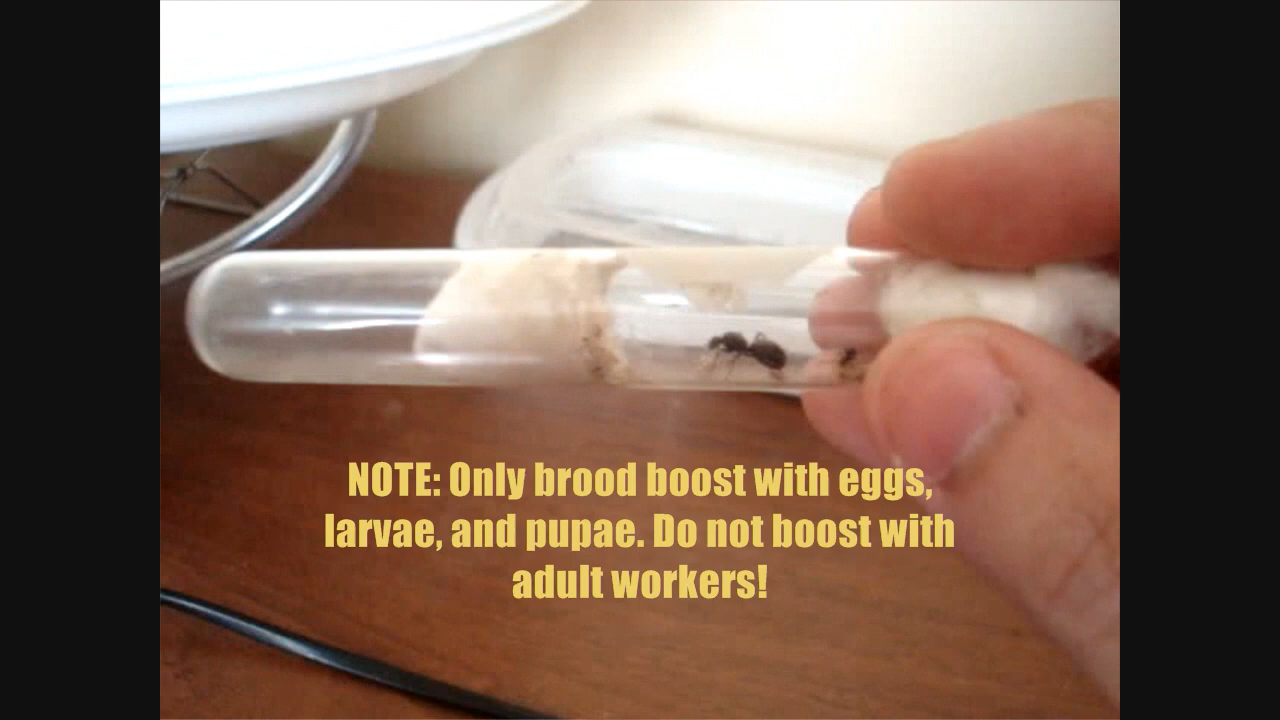 NOTE: Only brood boost with eggs,
larvae, and pupae. Do not boost with
adult workers!